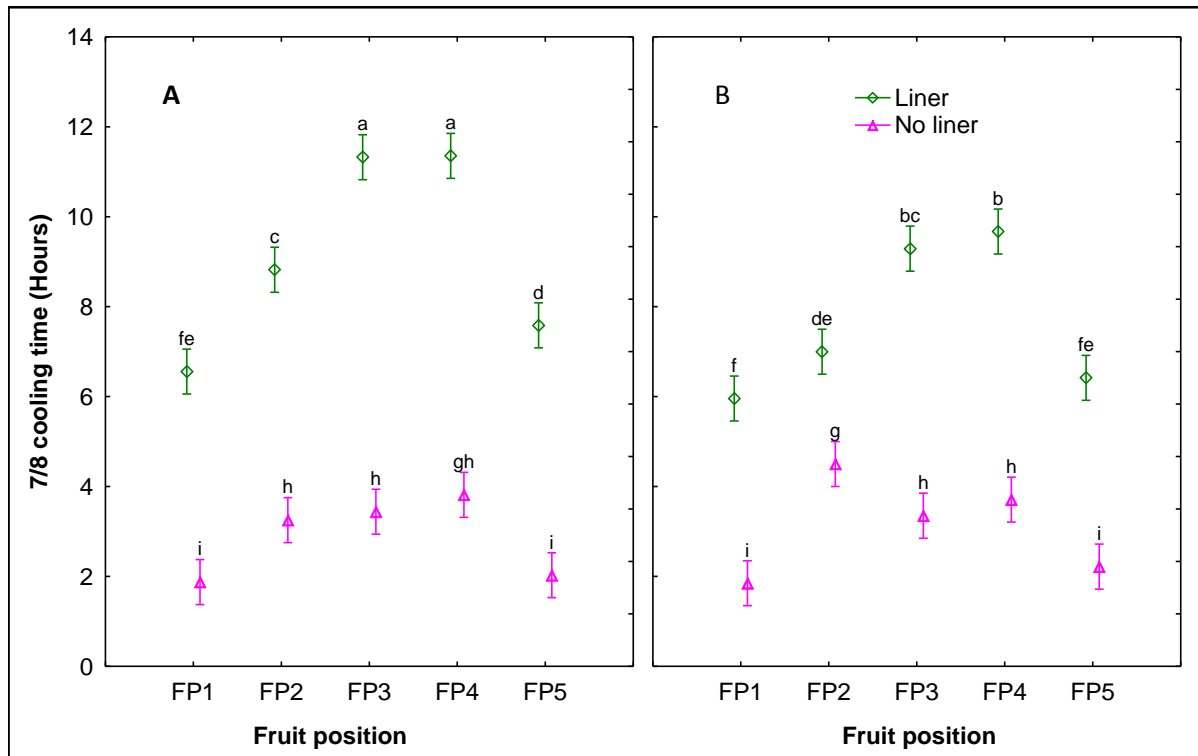 7/8 cooling time (Hours)
14
12
10
8
6
4
2
0
A
a
a
c
d
fe
gh
h
h
i
i
FP1 FP2 FP3 FP4 FP5
Fruit position
B
Liner
No liner
b
bc
de
fe
f
g
h
h
i
i
FP1 FP2 FP3 FP4 FP5
Fruit position